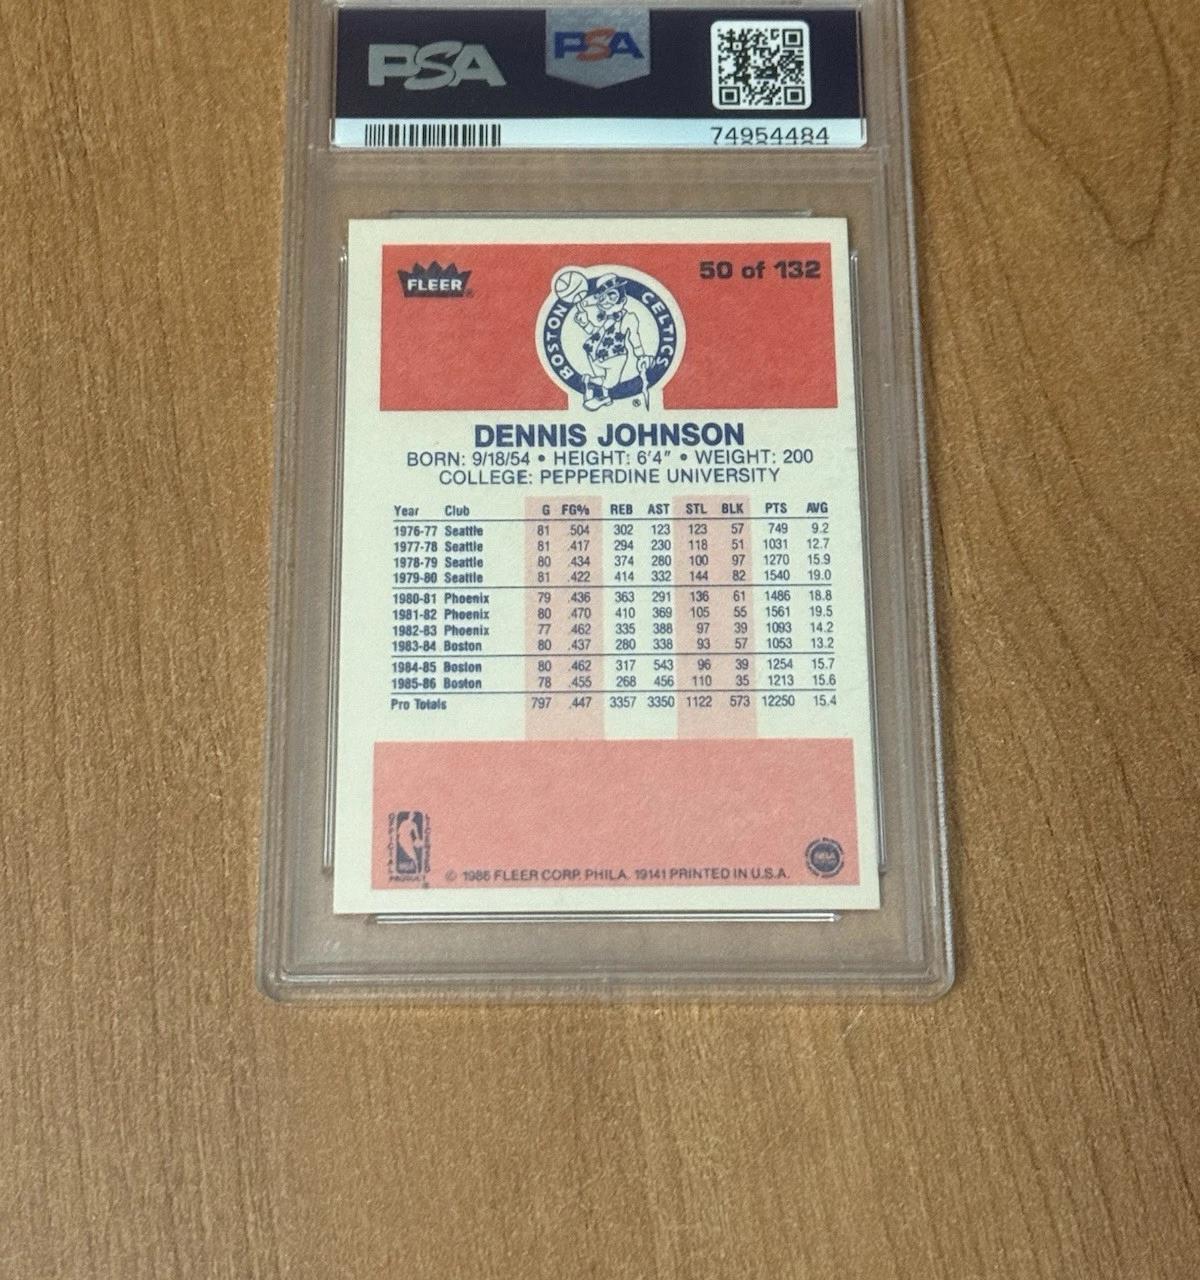 PSA PSA
74954484
FLEER ® 50 of 132
BOSTON CELTICS ®
DENNIS JOHNSON
BORN: 9/18/54 • HEIGHT: 6'4" • WEIGHT: 200
COLLEGE: PEPPERDINE UNIVERSITY
Year Club G FG% REB AST STL BLK PTS AVG
1976-77 Seattle 81 .504 302 123 123 57 749 9.2
1977-78 Seattle 81 .417 294 230 118 51 1031 12.7
1978-79 Seattle 80 .434 374 280 100 97 1270 15.9
1979-80 Seattle 81 .422 414 332 144 82 1540 19.0
1980-81 Phoenix 79 .436 363 291 136 61 1486 18.8
1981-82 Phoenix 80 .470 410 369 105 55 1561 19.5
1982-83 Phoenix 77 .462 335 388 97 39 1093 14.2
1983-84 Boston 80 .437 280 338 93 57 1053 13.2
1984-85 Boston 80 .462 317 543 96 39 1254 15.7
1985-86 Boston 78 .455 268 456 110 35 1213 15.6
Pro Totals 797 .447 3357 3350 1122 573 12250 15.4
OFFICIAL LICENSED
NBA
PRODUCT
© 1986 FLEER CORP. PHILA. 19141 PRINTED IN U.S.A.